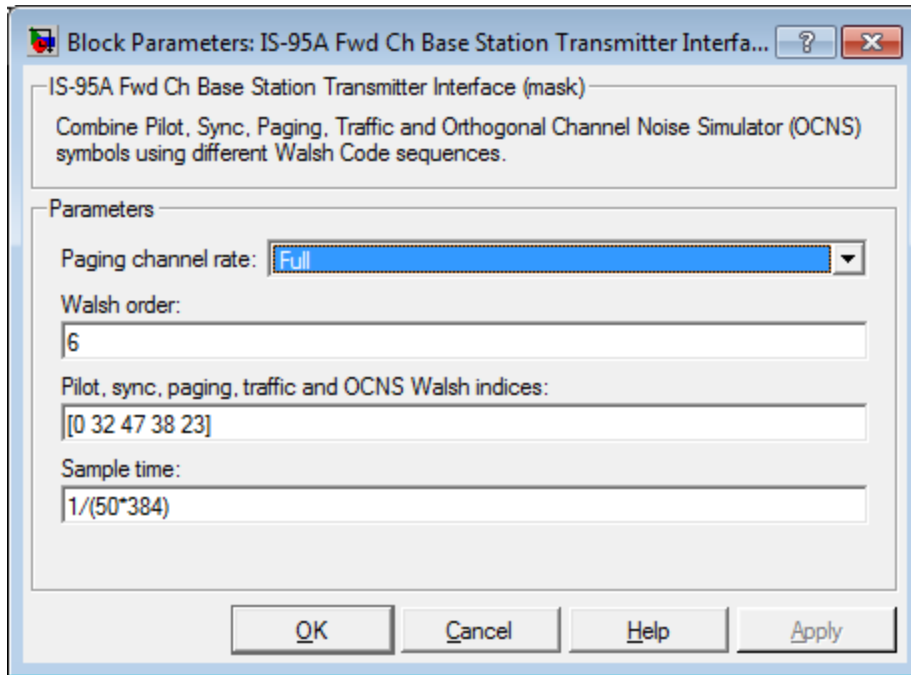 Block Parameters: IS-95A Fwd Ch Base Station Transmitter Interfa...
IS-95A Fwd Ch Base Station Transmitter Interface (mask)
Combine Pilot, Sync, Paging, Traffic and Orthogonal Channel Noise Simulator (OCNS)
symbols using different Walsh Code sequences.
Parameters
Paging channel rate: Full
Walsh order:
6
Pilot, sync, paging, traffic and OCNS Walsh indices:
[0 32 47 38 23]
Sample time:
1/(50*384)
OK Cancel Help Apply